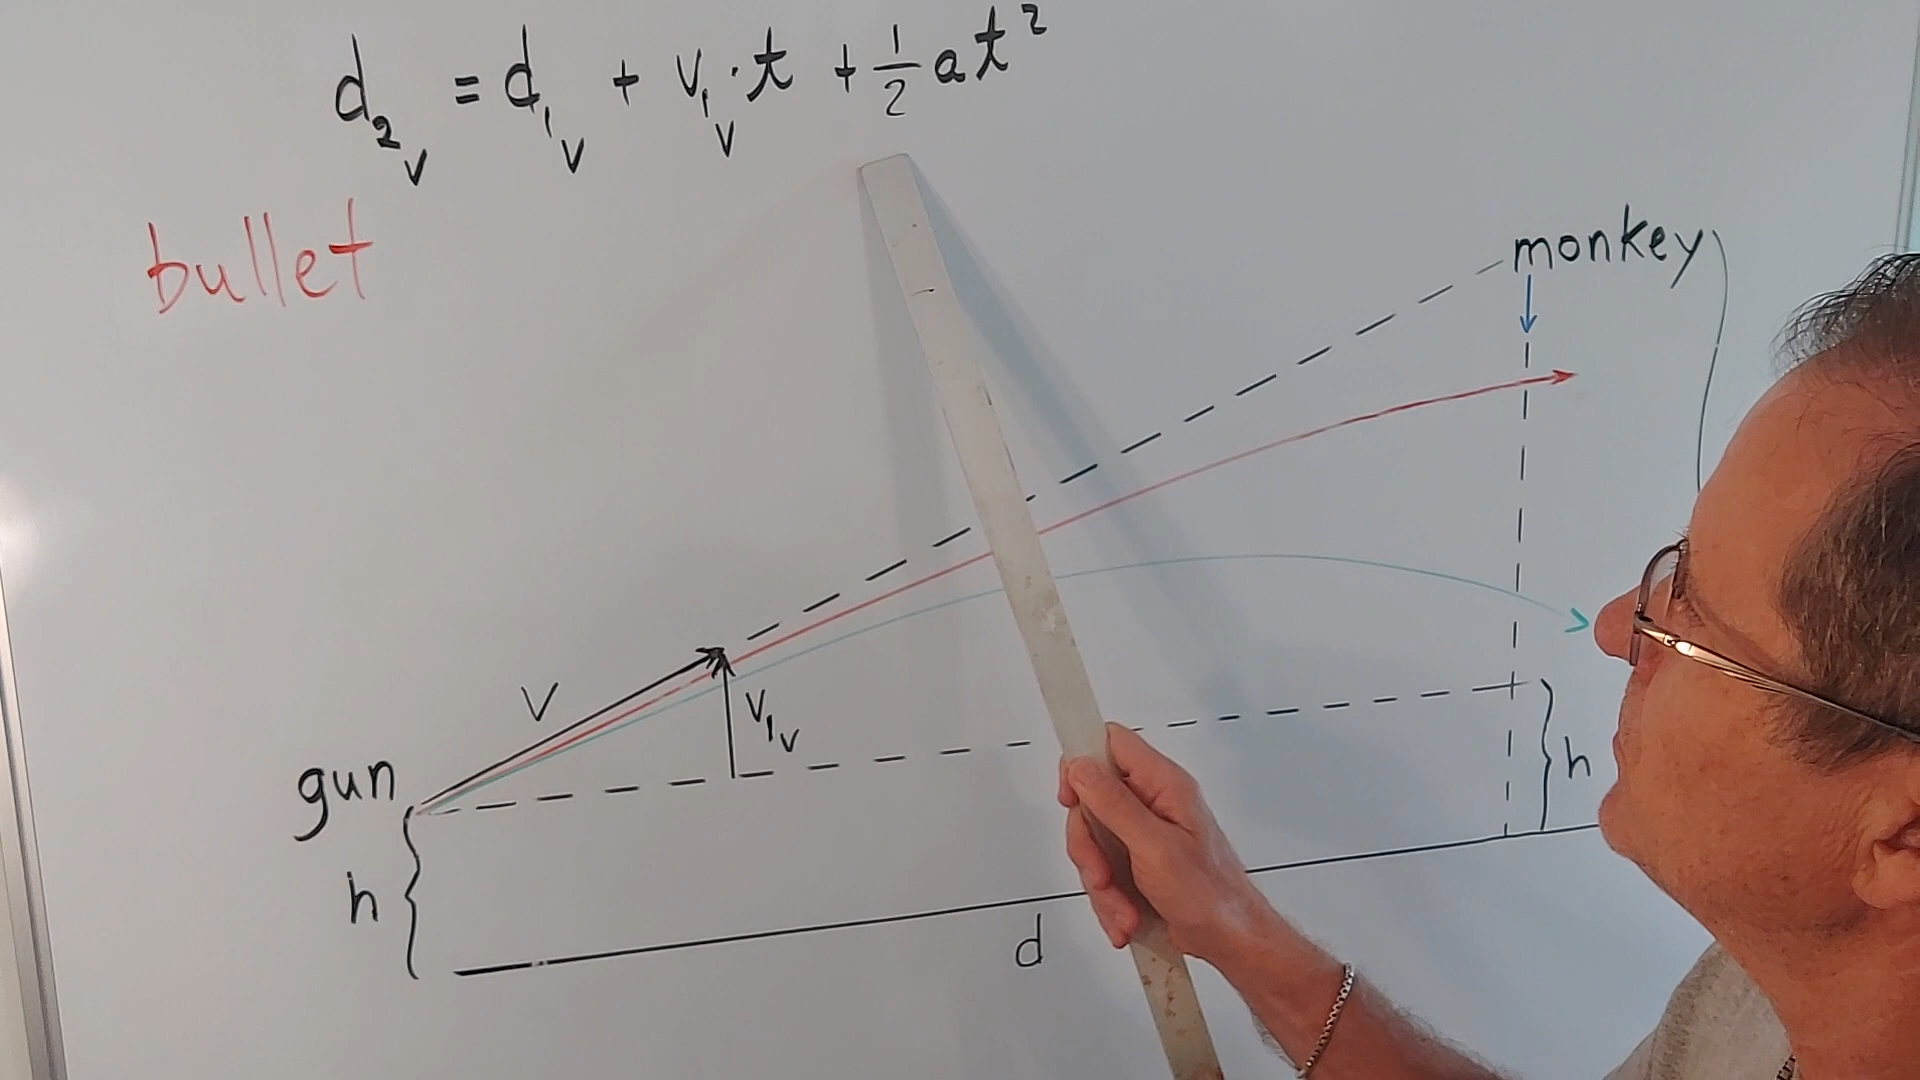 d₂ᵥ = d₁ᵥ + v₁ᵥ · t + ½ a t²
bullet
monkey
v
v₁ᵥ
gun
h
h
d